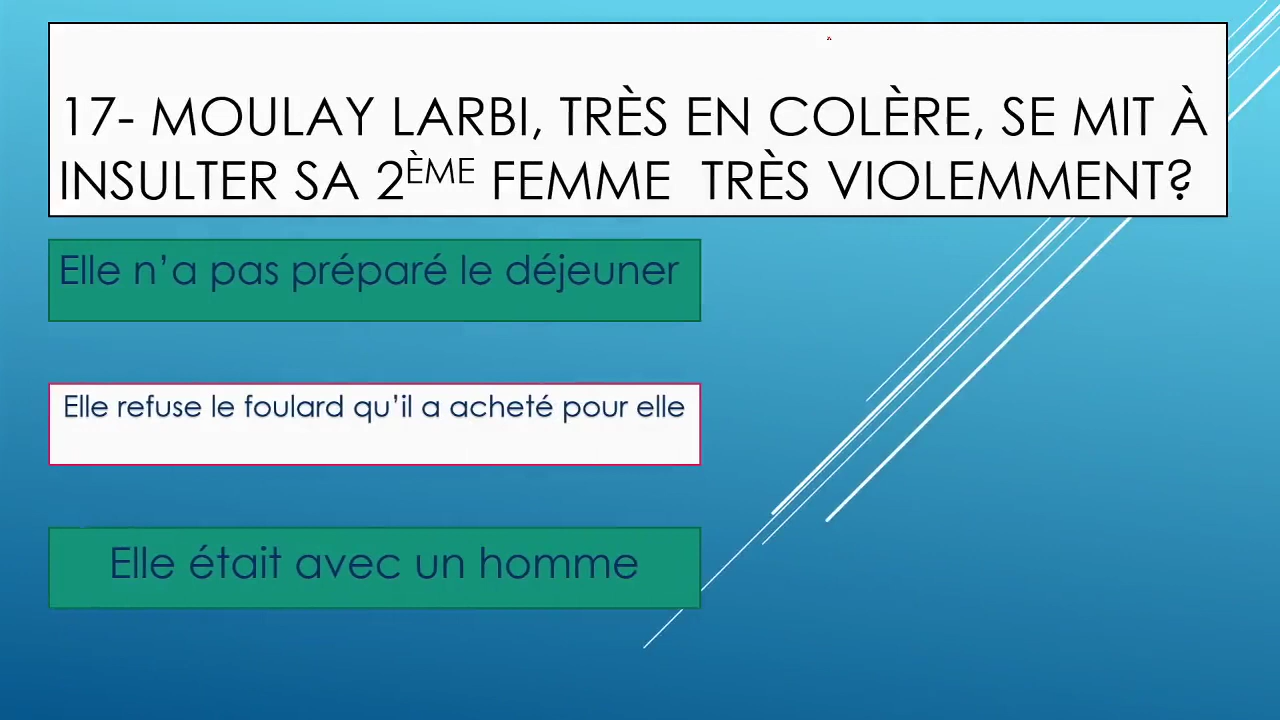 17- MOULAY LARBI, TRÈS EN COLÈRE, SE MIT À
INSULTER SA 2ÈME FEMME TRÈS VIOLEMMENT?
Elle n’a pas préparé le déjeuner
Elle refuse le foulard qu’il a acheté pour elle
Elle était avec un homme